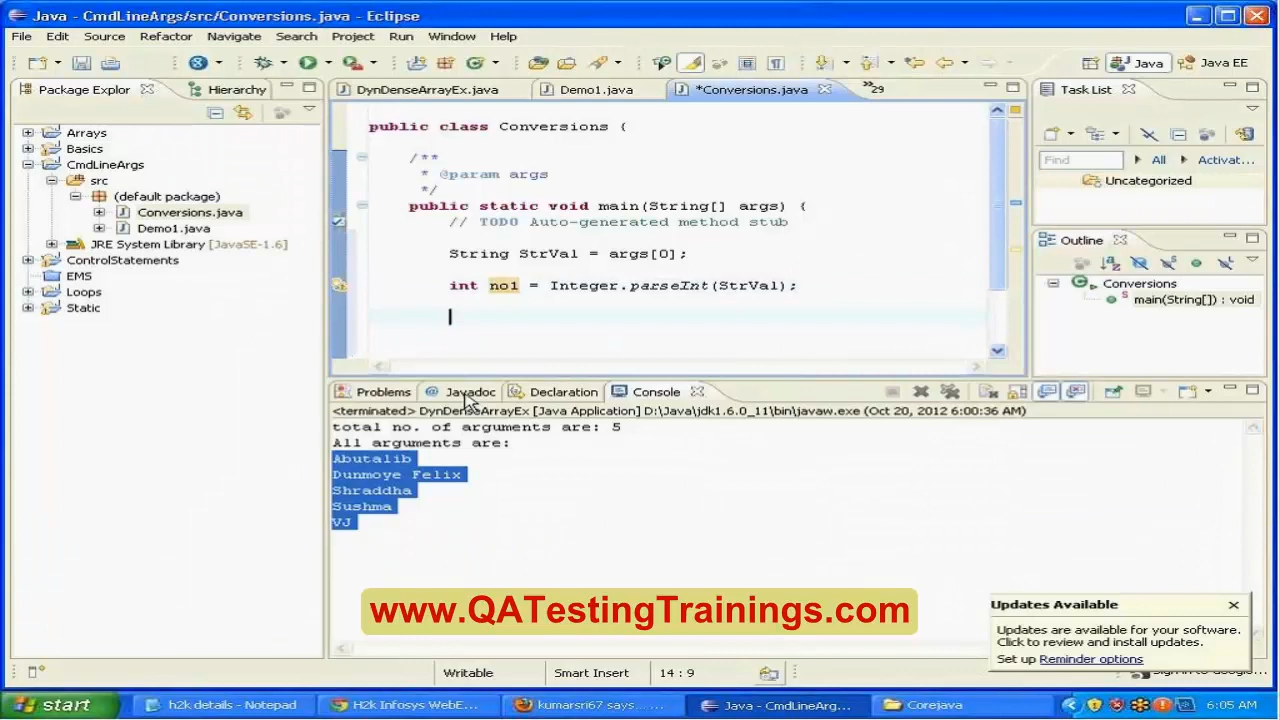 Java - CmdLineArgs/src/Conversions.java - Eclipse
File Edit Source Refactor Navigate Search Project Run Window Help
Java Java EE
Package Explor Hierarchy
DynDenseArrayEx.java Demo1.java *Conversions.java »29
Task List
Arrays
Basics
CmdLineArgs
src
(default package)
Conversions.java
Demo1.java
JRE System Library [JavaSE-1.6]
ControlStatements
EMS
Loops
Static
public class Conversions {
/**
* @param args
*/
public static void main(String[] args) {
// TODO Auto-generated method stub
String StrVal = args[0];
int no1 = Integer.parseInt(StrVal);
Find All Activat...
Uncategorized
Outline
Conversions
main(String[]) : void
Problems Javadoc Declaration Console
<terminated> DynDenseArrayEx [Java Application] D:\Java\jdk1.6.0_11\bin\javaw.exe (Oct 20, 2012 6:00:36 AM)
total no. of arguments are: 5
All arguments are:
Abutalib
Dunmoye Felix
Shraddha
Sushma
VJ
www.QATestingTrainings.com
Updates Available
Updates are available for your software.
Click to review and install updates.
Set up Reminder options
Writable Smart Insert 14 : 9
start h2k details - Notepad H2k Infosys WebE... kumarsri67 says... ... Java - CmdLineArg... Corejava 6:05 AM